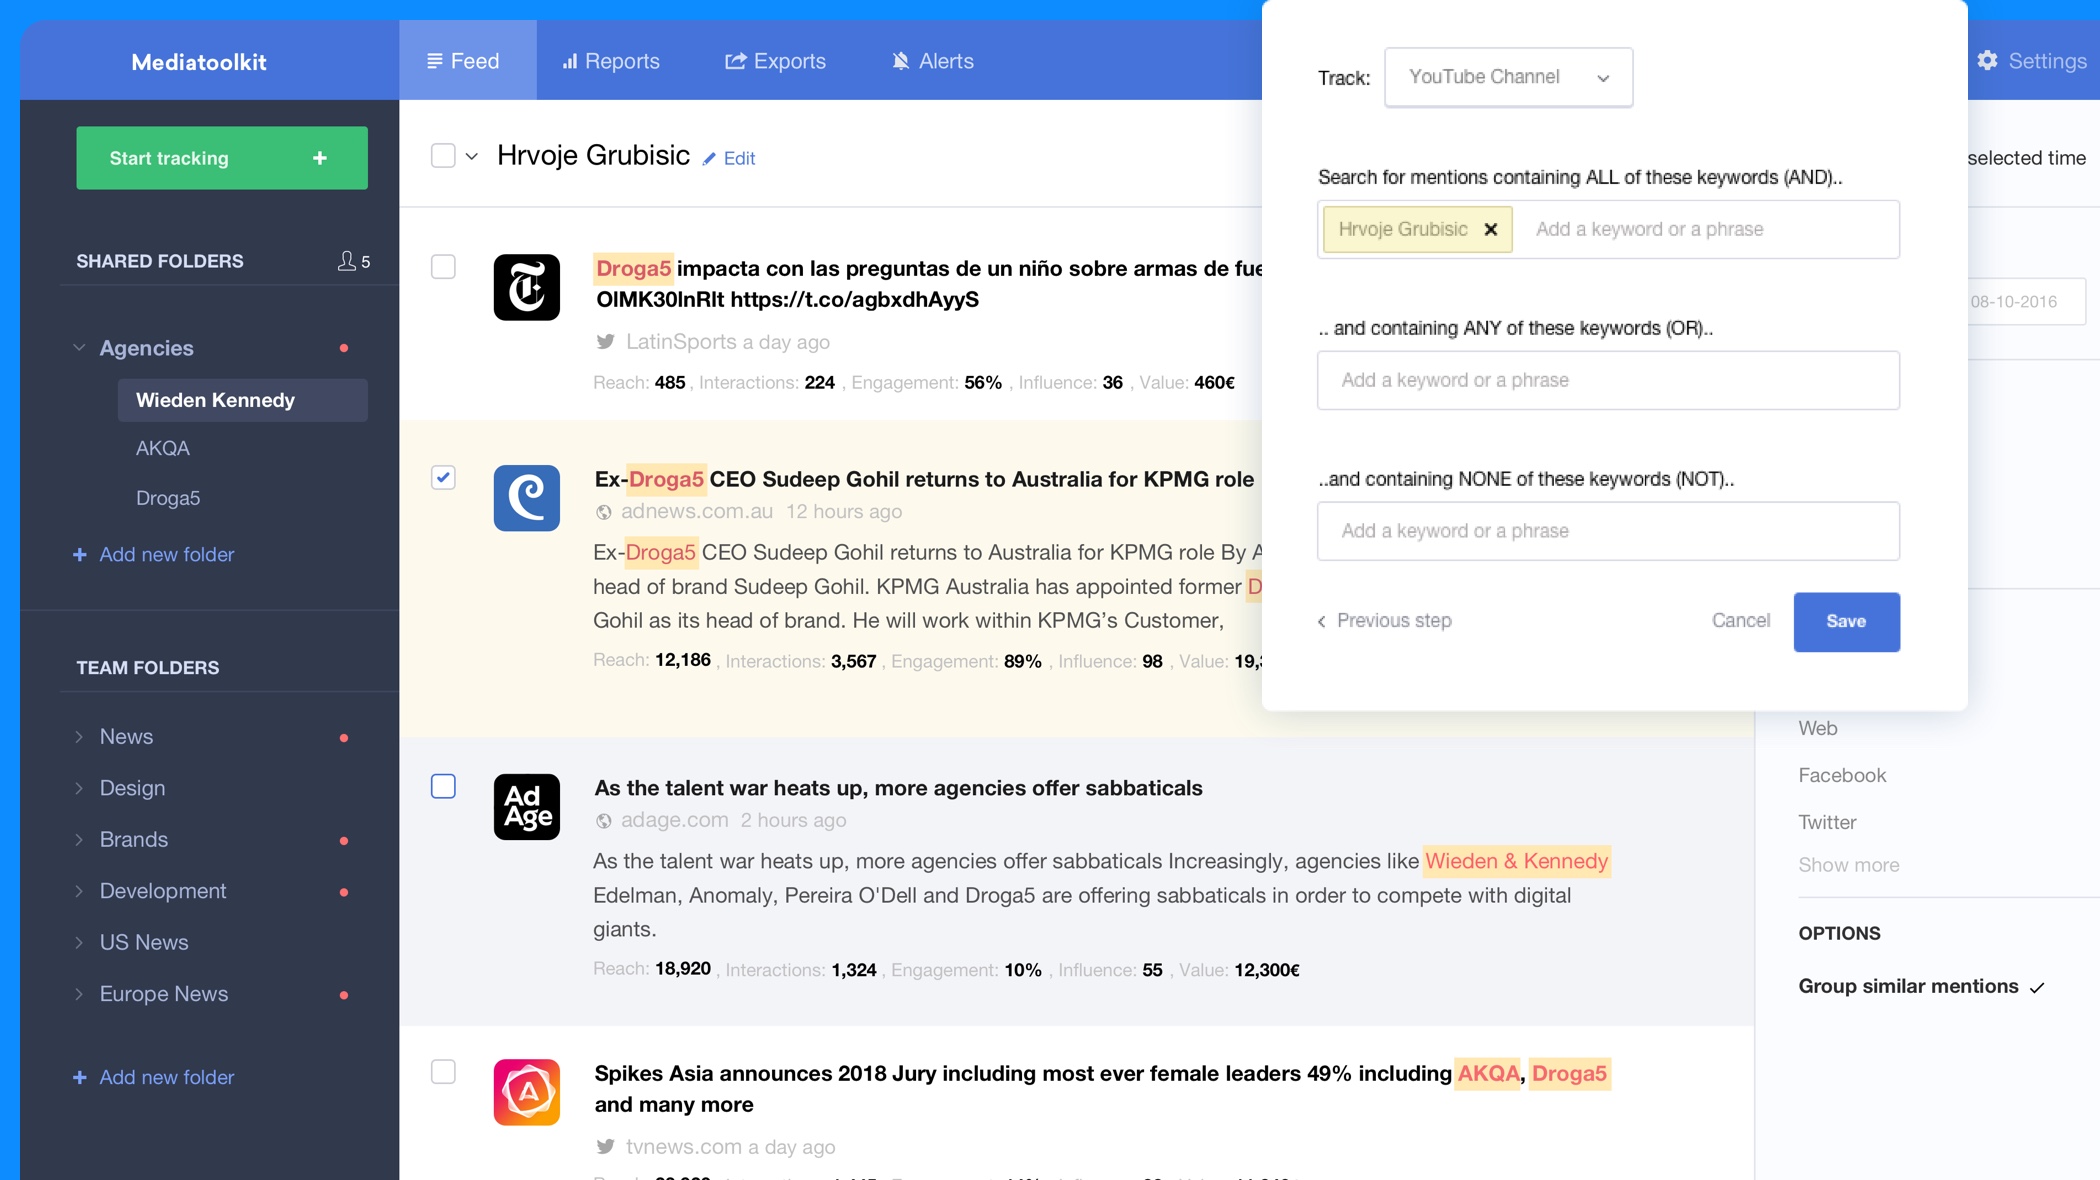 Mediatoolkit
Feed
Reports
Exports
Alerts
Settings
Start tracking +
SHARED FOLDERS 5
Agencies
Wieden Kennedy
AKQA
Droga5
+ Add new folder
TEAM FOLDERS
News
Design
Brands
Development
US News
Europe News
+ Add new folder
Hrvoje Grubisic Edit
Droga5 impacta con las preguntas de un niño sobre armas de fue
OIMK30InRIt https://t.co/agbxdhAyyS
LatinSports a day ago
Reach: 485 , Interactions: 224 , Engagement: 56% , Influence: 36 , Value: 460€
Ex-Droga5 CEO Sudeep Gohil returns to Australia for KPMG role
adnews.com.au 12 hours ago
Ex-Droga5 CEO Sudeep Gohil returns to Australia for KPMG role By A
head of brand Sudeep Gohil. KPMG Australia has appointed former D
Gohil as its head of brand. He will work within KPMG's Customer,
Reach: 12,186 , Interactions: 3,567 , Engagement: 89% , Influence: 98 , Value: 19,
Ad
Age
As the talent war heats up, more agencies offer sabbaticals
adage.com 2 hours ago
As the talent war heats up, more agencies offer sabbaticals Increasingly, agencies like Wieden & Kennedy
Edelman, Anomaly, Pereira O'Dell and Droga5 are offering sabbaticals in order to compete with digital
giants.
Reach: 18,920 , Interactions: 1,324 , Engagement: 10% , Influence: 55 , Value: 12,300€
Spikes Asia announces 2018 Jury including most ever female leaders 49% including AKQA, Droga5
and many more
tvnews.com a day ago
Track: YouTube Channel
Search for mentions containing ALL of these keywords (AND)..
Hrvoje Grubisic × Add a keyword or a phrase
.. and containing ANY of these keywords (OR)..
Add a keyword or a phrase
..and containing NONE of these keywords (NOT)..
Add a keyword or a phrase
Previous step
Cancel
Save
selected time
08-10-2016
Web
Facebook
Twitter
Show more
OPTIONS
Group similar mentions